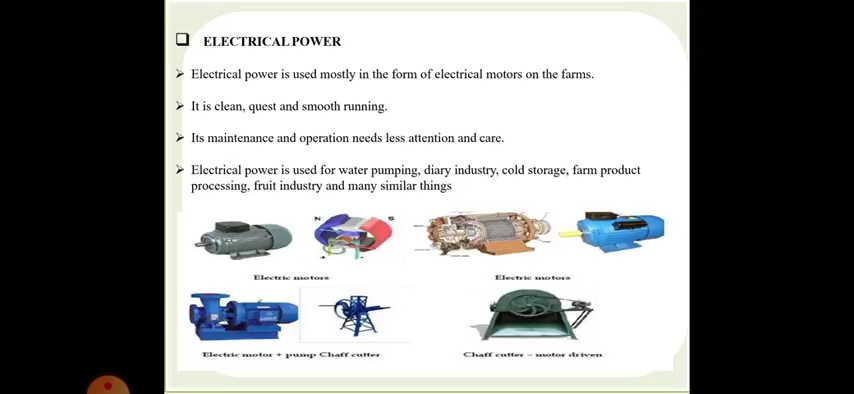 ELECTRICAL POWER
Electrical power is used mostly in the form of electrical motors on the farms.
It is clean, quest and smooth running.
Its maintenance and operation needs less attention and care.
Electrical power is used for water pumping, diary industry, cold storage, farm product
processing, fruit industry and many similar things
N S
Electric motors Electric motors
Electric motor + pump Chaff cutter Chaff cutter – motor driven